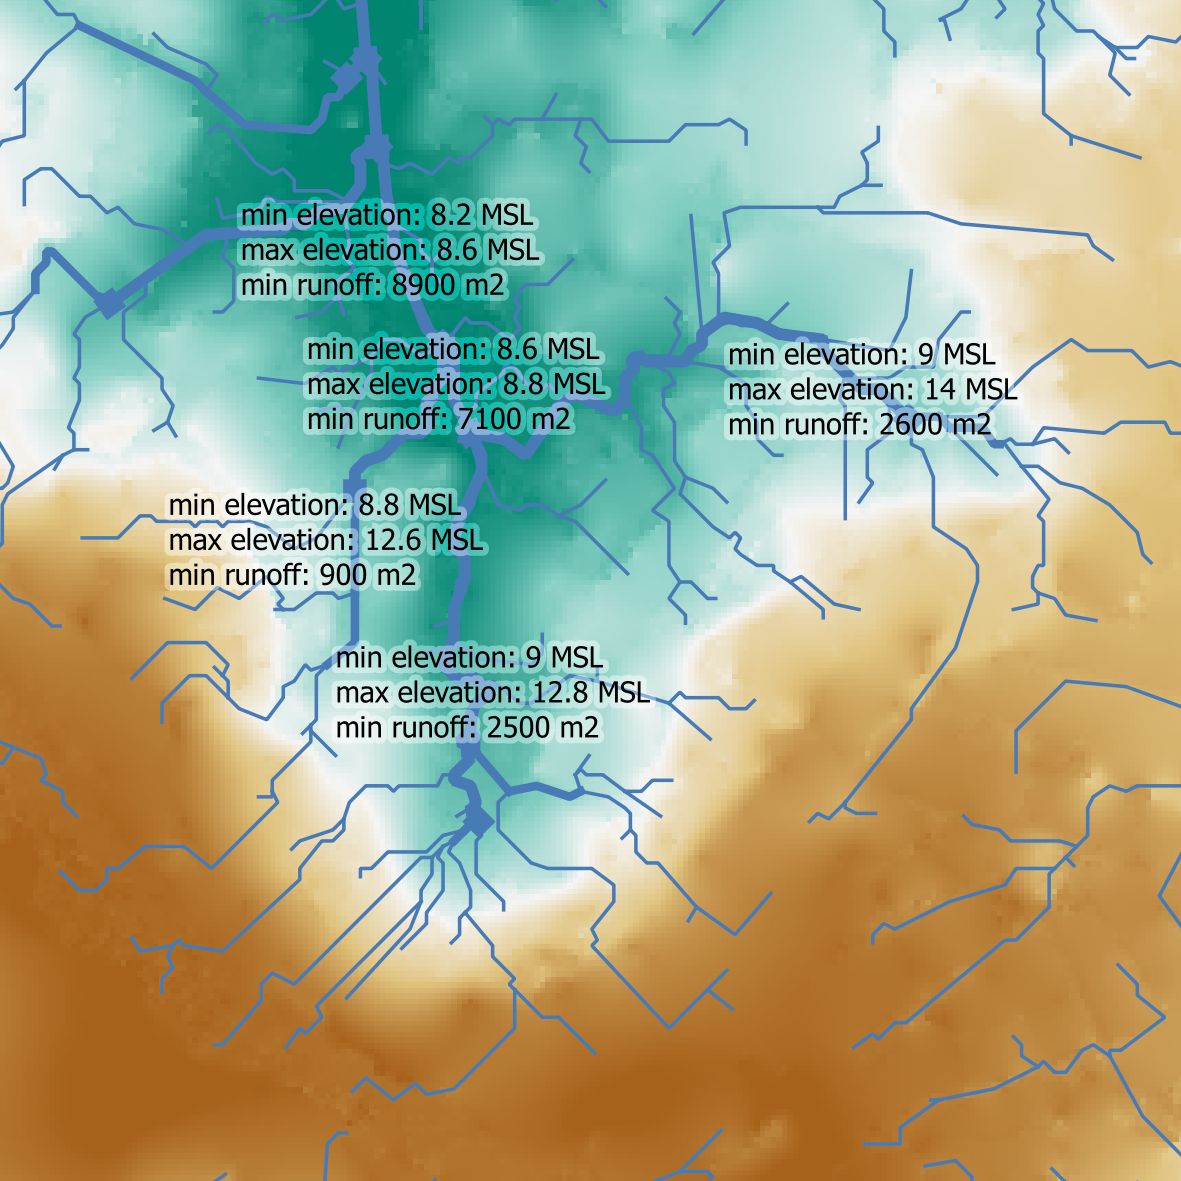 min elevation: 8.2 MSL
max elevation: 8.6 MSL
min runoff: 8900 m2
min elevation: 8.6 MSL
max elevation: 8.8 MSL
min runoff: 7100 m2
min elevation: 9 MSL
max elevation: 14 MSL
min runoff: 2600 m2
min elevation: 8.8 MSL
max elevation: 12.6 MSL
min runoff: 900 m2
min elevation: 9 MSL
max elevation: 12.8 MSL
min runoff: 2500 m2